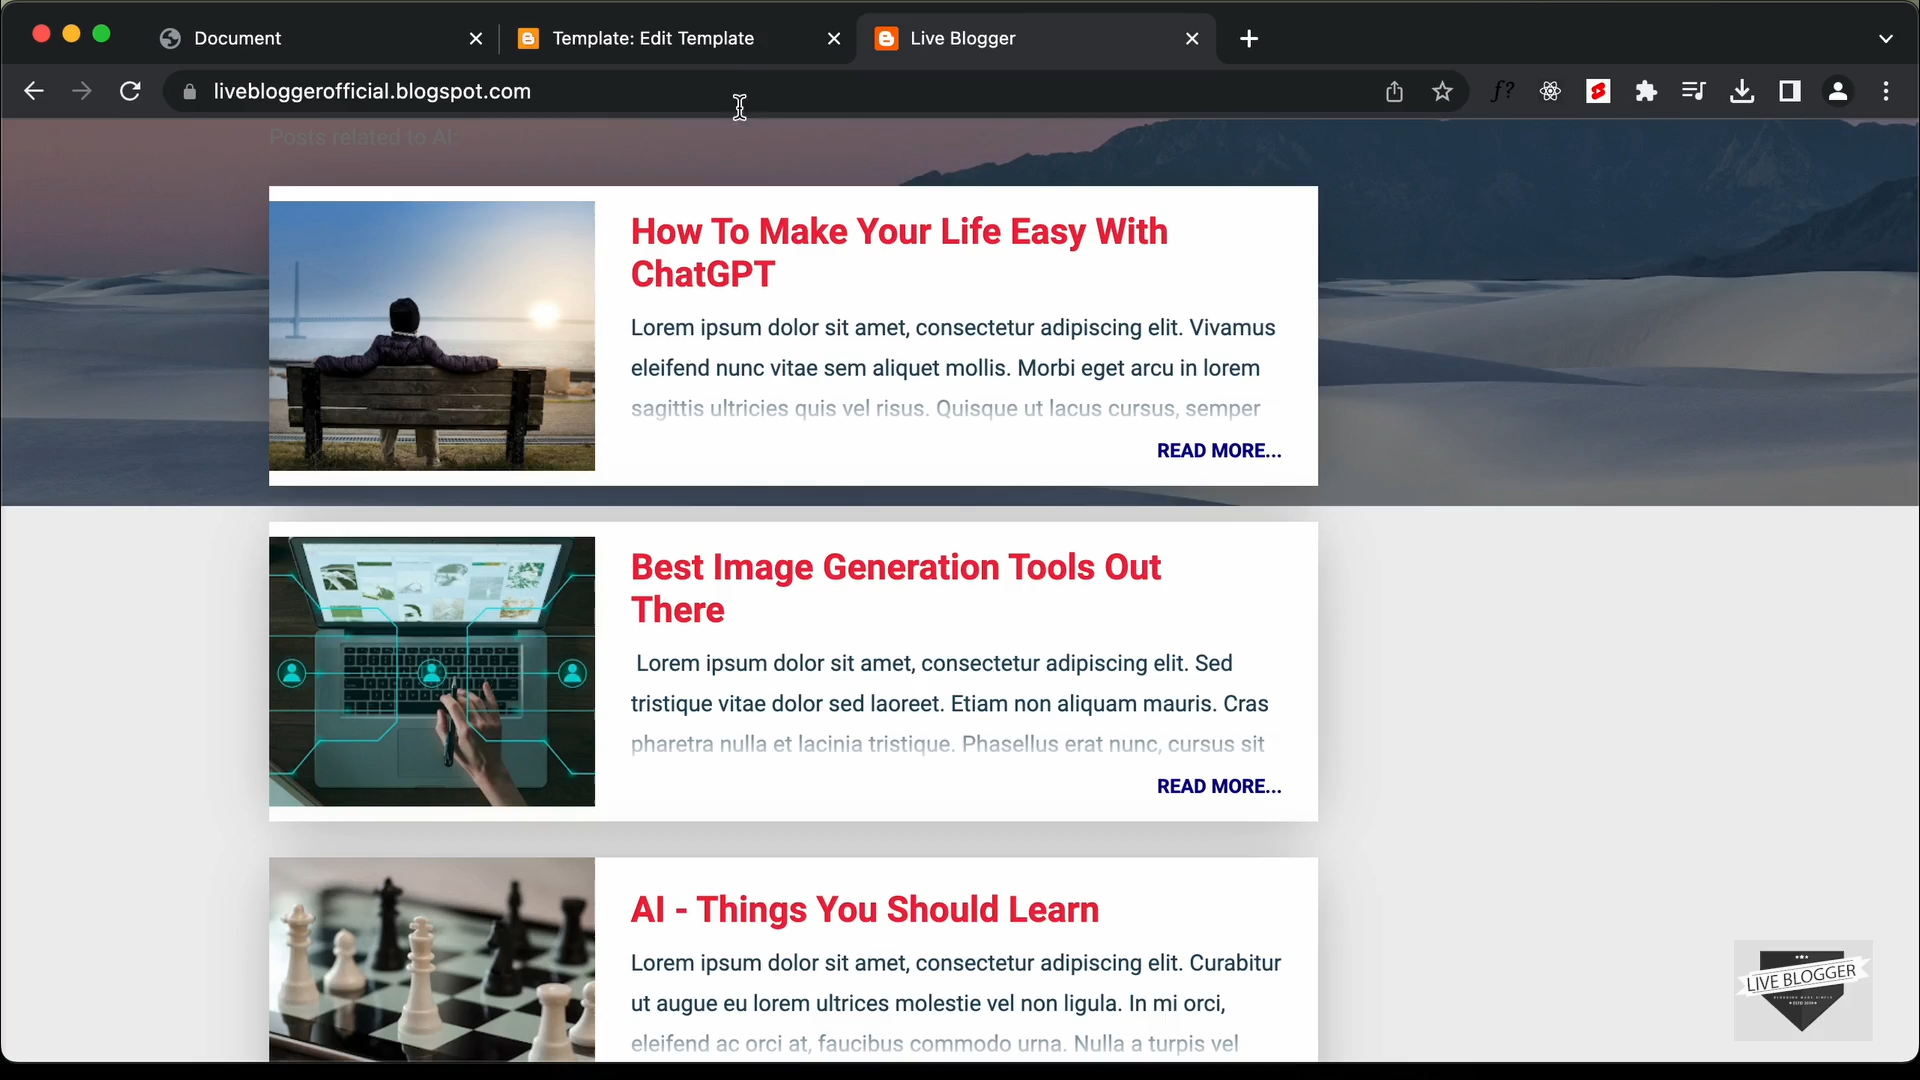 Document
Template: Edit Template
Live Blogger
livebloggerofficial.blogspot.com
f?
Posts related to AI:
How To Make Your Life Easy With
ChatGPT
Lorem ipsum dolor sit amet, consectetur adipiscing elit. Vivamus
eleifend nunc vitae sem aliquet mollis. Morbi eget arcu in lorem
sagittis ultricies quis vel risus. Quisque ut lacus cursus, semper
READ MORE...
Best Image Generation Tools Out
There
Lorem ipsum dolor sit amet, consectetur adipiscing elit. Sed
tristique vitae dolor sed laoreet. Etiam non aliquam mauris. Cras
pharetra nulla et lacinia tristique. Phasellus erat nunc, cursus sit
READ MORE...
AI - Things You Should Learn
Lorem ipsum dolor sit amet, consectetur adipiscing elit. Curabitur
ut augue eu lorem ultrices molestie vel non ligula. In mi orci,
eleifend ac orci at, faucibus commodo urna. Nulla a turpis vel
LIVE BLOGGER